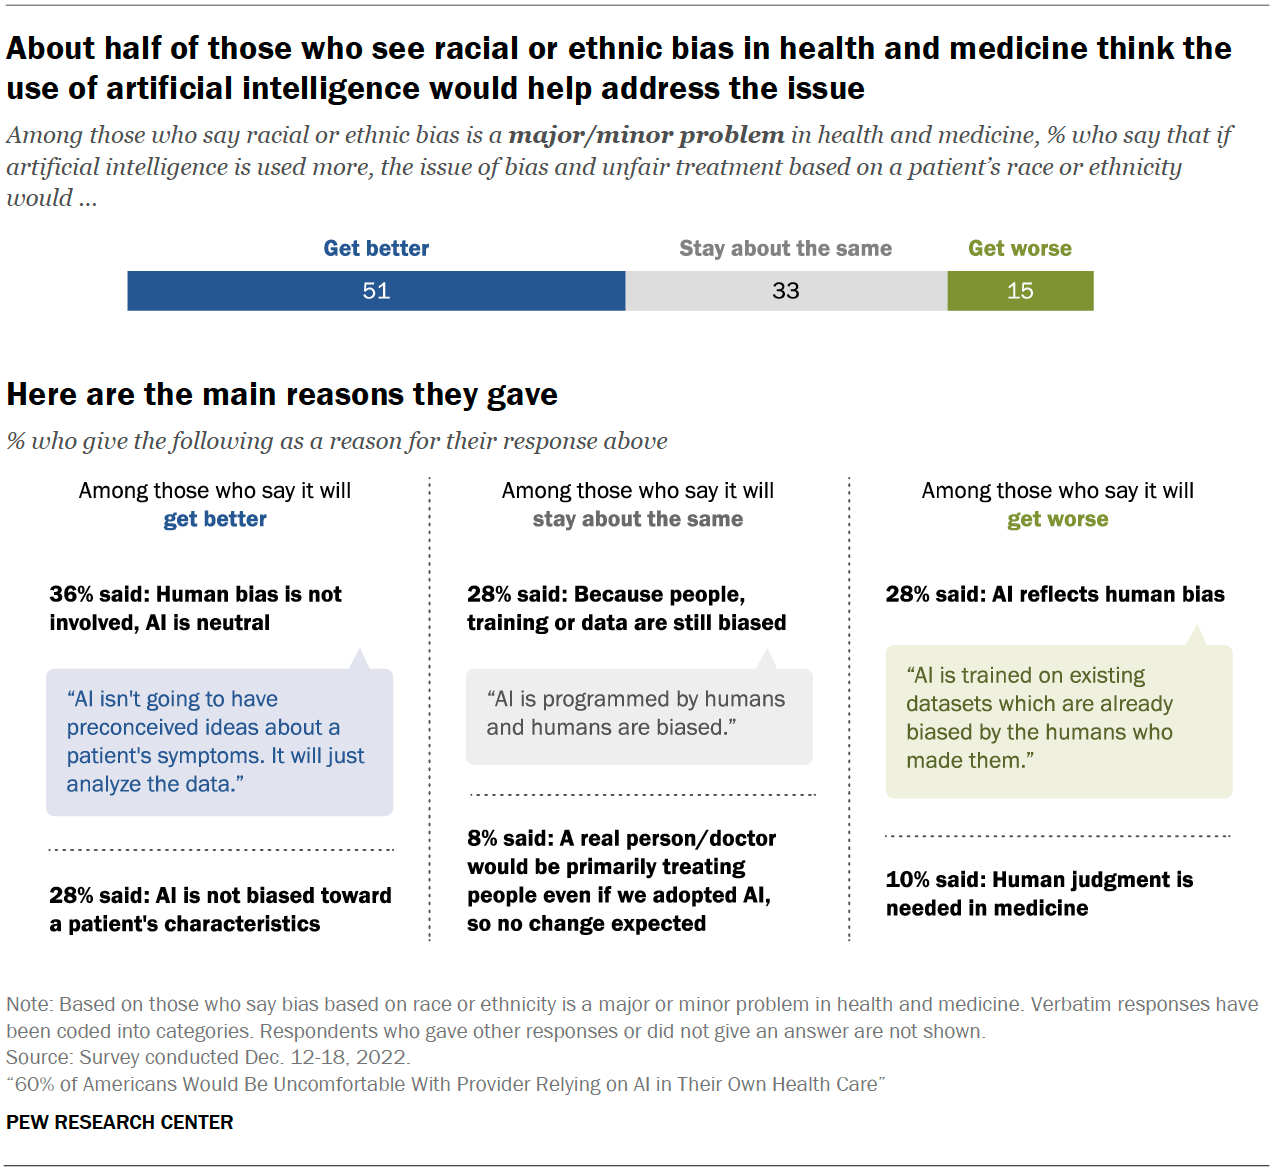 About half of those who see racial or ethnic bias in health and medicine think the
use of artificial intelligence would help address the issue
Among those who say racial or ethnic bias is a major/minor problem in health and medicine, % who say that if
artificial intelligence is used more, the issue of bias and unfair treatment based on a patient’s race or ethnicity
would ...
Get better
Stay about the same
Get worse
51
33
15
Here are the main reasons they gave
% who give the following as a reason for their response above
Among those who say it will
get better
36% said: Human bias is not
involved, AI is neutral
“AI isn't going to have
preconceived ideas about a
patient's symptoms. It will just
analyze the data.”
28% said: AI is not biased toward
a patient's characteristics
Among those who say it will
stay about the same
28% said: Because people,
training or data are still biased
“AI is programmed by humans
and humans are biased.”
8% said: A real person/doctor
would be primarily treating
people even if we adopted AI,
so no change expected
Among those who say it will
get worse
28% said: AI reflects human bias
“AI is trained on existing
datasets which are already
biased by the humans who
made them.”
10% said: Human judgment is
needed in medicine
Note: Based on those who say bias based on race or ethnicity is a major or minor problem in health and medicine. Verbatim responses have
been coded into categories. Respondents who gave other responses or did not give an answer are not shown.
Source: Survey conducted Dec. 12-18, 2022.
“60% of Americans Would Be Uncomfortable With Provider Relying on AI in Their Own Health Care”
PEW RESEARCH CENTER